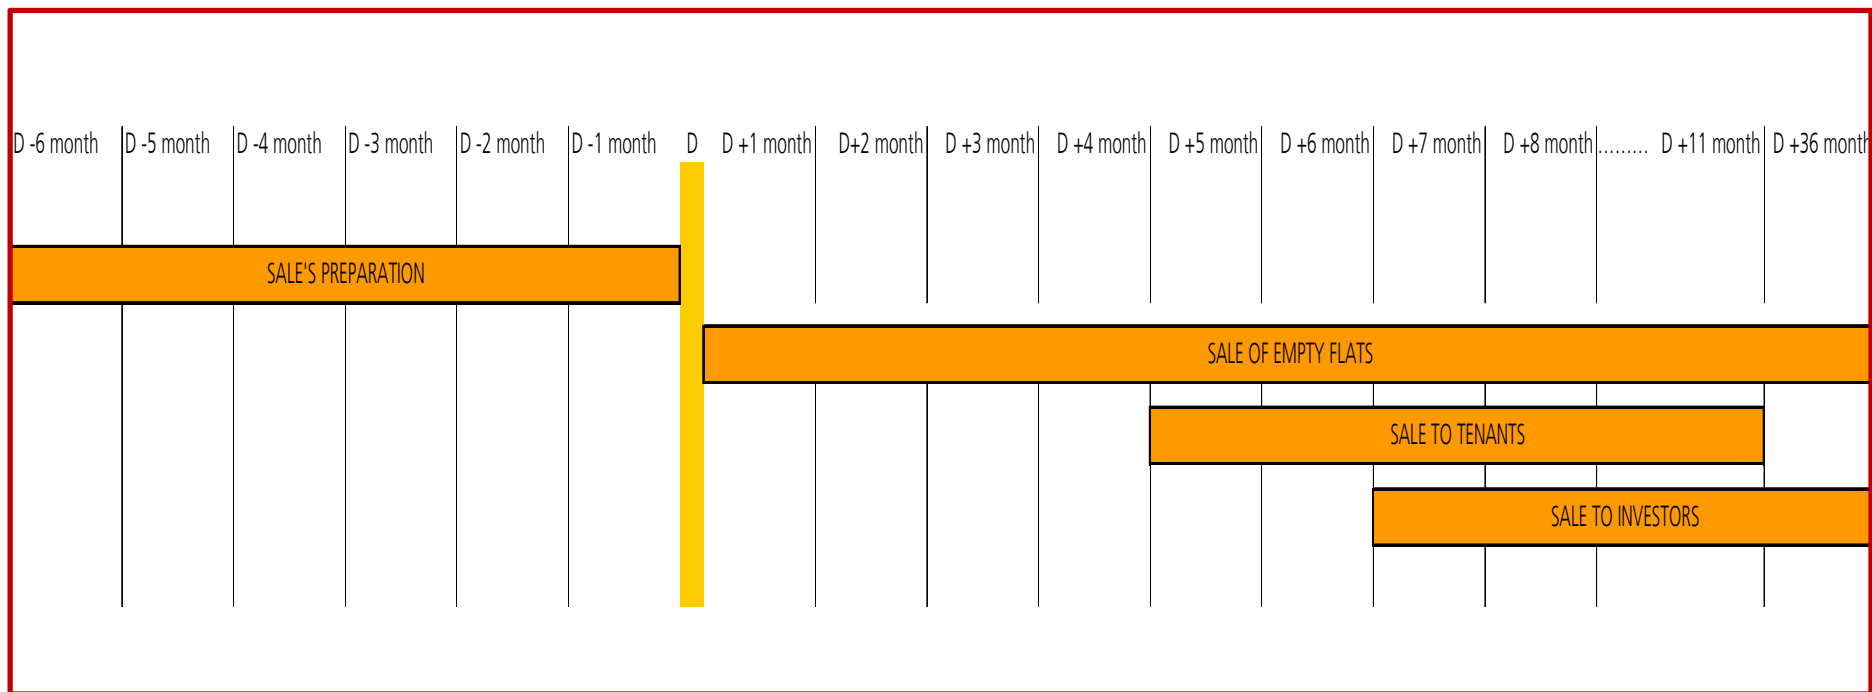 D -6 month D -5 month D -4 month D -3 month D -2 month D -1 month D D +1 month D+2 month D +3 month D +4 month D +5 month D +6 month D +7 month D +8 month ......... D +11 month D +36 month
SALE'S PREPARATION
SALE OF EMPTY FLATS
SALE TO TENANTS
SALE TO INVESTORS